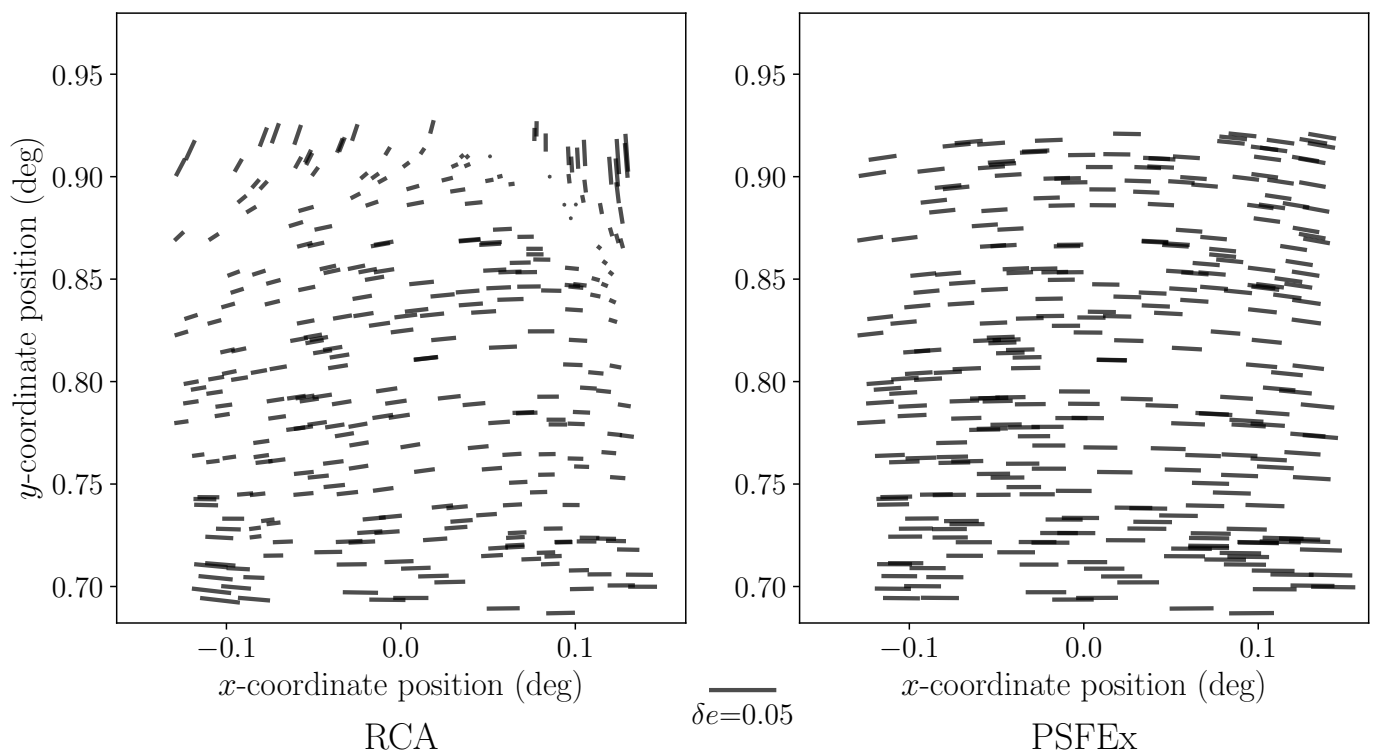 0.95
0.90
0.85
0.80
0.75
0.70
y-coordinate position (deg)
−0.1 0.0 0.1
x-coordinate position (deg)
RCA
0.95
0.90
0.85
0.80
0.75
0.70
−0.1 0.0 0.1
x-coordinate position (deg)
PSFEx
δe=0.05